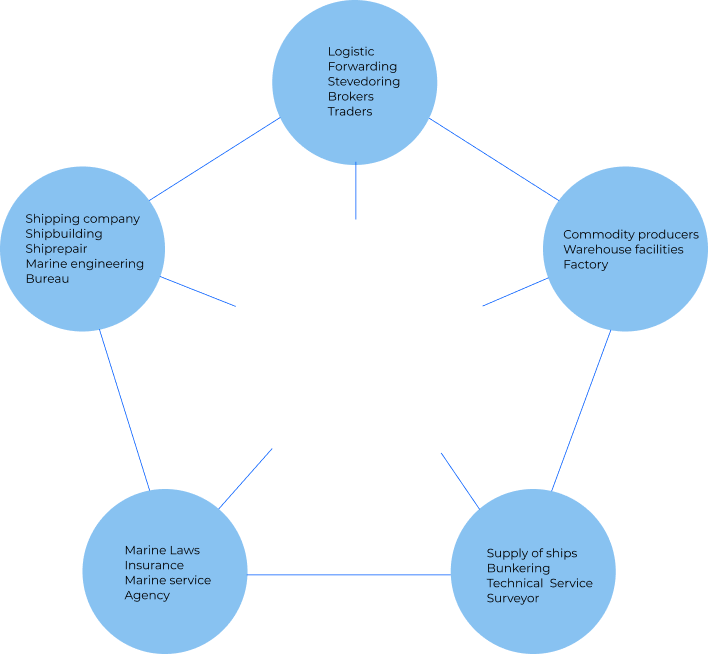 Logistic
Forwarding
Stevedoring
Brokers
Traders
Shipping company
Shipbuilding
Shiprepair
Marine engineering
Bureau
Commodity producers
Warehouse facilities
Factory
Marine Laws
Insurance
Marine service
Agency
Supply of ships
Bunkering
Technical  Service
Surveyor